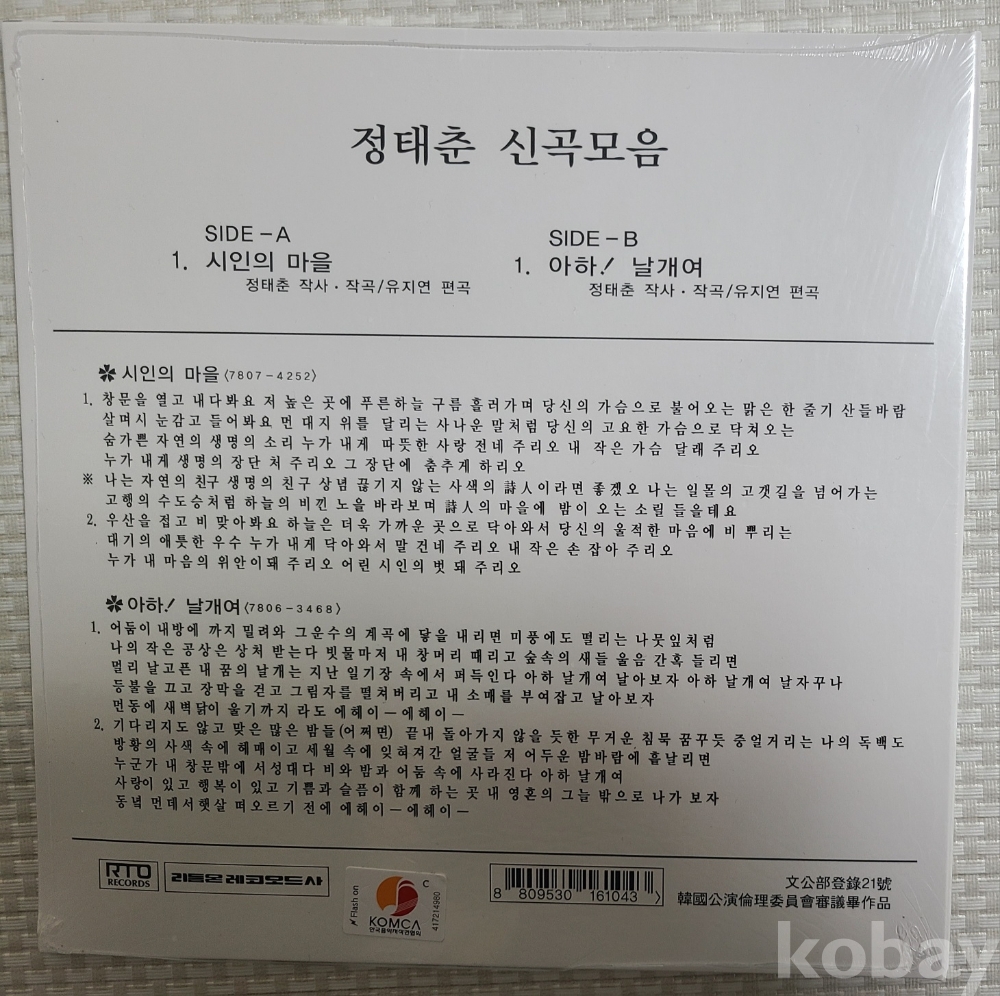 정태춘 신곡모음
SIDE－A
1. 시인의 마을
정태춘 작사·작곡/유지연 편곡
SIDE－B
1. 아하! 날개여
정태춘 작사·작곡/유지연 편곡
시인의 마을〈7807-4252〉
1. 창문을 열고 내다봐요 저 높은 곳에 푸른하늘 구름 흘러가며 당신의 가슴으로 불어오는 맑은 한 줄기 산들바람
살며시 눈감고 들어봐요 먼 대지 위를 달리는 사나운 말처럼 당신의 고요한 가슴으로 닥쳐오는
숨가쁜 자연의 생명의 소리 누가 내게 따뜻한 사랑 전네 주리오 내 작은 가슴 달래 주리오
누가 내게 생명의 장단 처 주리오 그 장단에 춤추게 하리오
※ 나는 자연의 친구 생명의 친구 상념 끊기지 않는 사색의 詩人이라면 좋겠오 나는 일몰의 고갯길을 넘어가는
고행의 수도승처럼 하늘의 비낀 노을 바라보며 詩人의 마을에 밤이 오는 소릴 들을테요
2. 우산을 접고 비 맞아봐요 하늘은 더욱 가까운 곳으로 닥아와서 당신의 울적한 마음에 비 뿌리는
대기의 애틋한 우수 누가 내게 닥아와서 말 건네 주리오 내 작은 손 잡아 주리오
누가 내 마음의 위안이돼 주리오 어린 시인의 벗 돼 주리오
아하! 날개여〈7806-3468〉
1. 어둠이 내방에 까지 밀려와 그운수의 계곡에 닻을 내리면 미풍에도 떨리는 나뭇잎처럼
나의 작은 공상은 상처 받는다 빗물마저 내 창머리 때리고 숲속의 새들 울음 간혹 들리면
멀리 날고픈 내 꿈의 날개는 지난 일기장 속에서 퍼득인다 아하 날개여 날아보자 아하 날개여 날자꾸나
등불을 끄고 장막을 걷고 그림자를 떨쳐버리고 내 소매를 부여잡고 날아보자
먼동에 새벽닭이 울기까지 라도 에헤이－에헤이－
2. 기다리지도 않고 맞은 많은 밤들(어쩌면) 끝내 돌아가지 않을 듯한 무거운 침묵 꿈꾸듯 중얼거리는 나의 독백도
방황의 사색 속에 헤매이고 세월 속에 잊혀져간 얼굴들 저 어두운 밤바람에 흩날리면
누군가 내 창문밖에 서성대다 비와 밤과 어둠 속에 사라진다 아하 날개여
사랑이 있고 행복이 있고 기쁨과 슬픔이 함께 하는 곳 내 영혼의 그늘 밖으로 나가 보자
동녘 먼데서햇살 떠오르기 전에 에헤이－에헤이－
RTO
RECORDS
리듬온 레코오드사
Flash on
C
KOMCA
한국음악저작권협회
417214980
8 809530 161043
文公部登錄21號
韓國公演倫理委員會審議畢作品
kobay